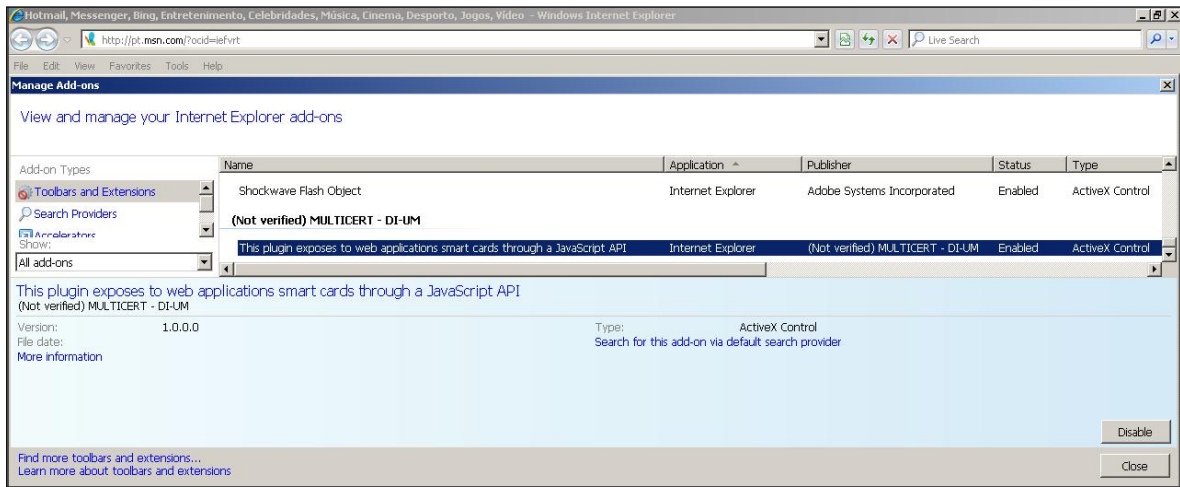 Hotmail, Messenger, Bing, Entretenimento, Celebridades, Música, Cinema, Desporto, Jogos, Vídeo - Windows Internet Explorer
http://pt.msn.com/?ocid=iefvrt
Live Search
File Edit View Favorites Tools Help
Manage Add-ons
View and manage your Internet Explorer add-ons
Add-on Types
Toolbars and Extensions
Search Providers
Accelerators
Show:
All add-ons
Name Application Publisher Status Type
Shockwave Flash Object Internet Explorer Adobe Systems Incorporated Enabled ActiveX Control
(Not verified) MULTICERT - DI-UM
This plugin exposes to web applications smart cards through a JavaScript API Internet Explorer (Not verified) MULTICERT - DI-UM Enabled ActiveX Control
This plugin exposes to web applications smart cards through a JavaScript API
(Not verified) MULTICERT - DI-UM
Version: 1.0.0.0 Type: ActiveX Control
File date: Search for this add-on via default search provider
More information
Disable
Find more toolbars and extensions...
Learn more about toolbars and extensions
Close